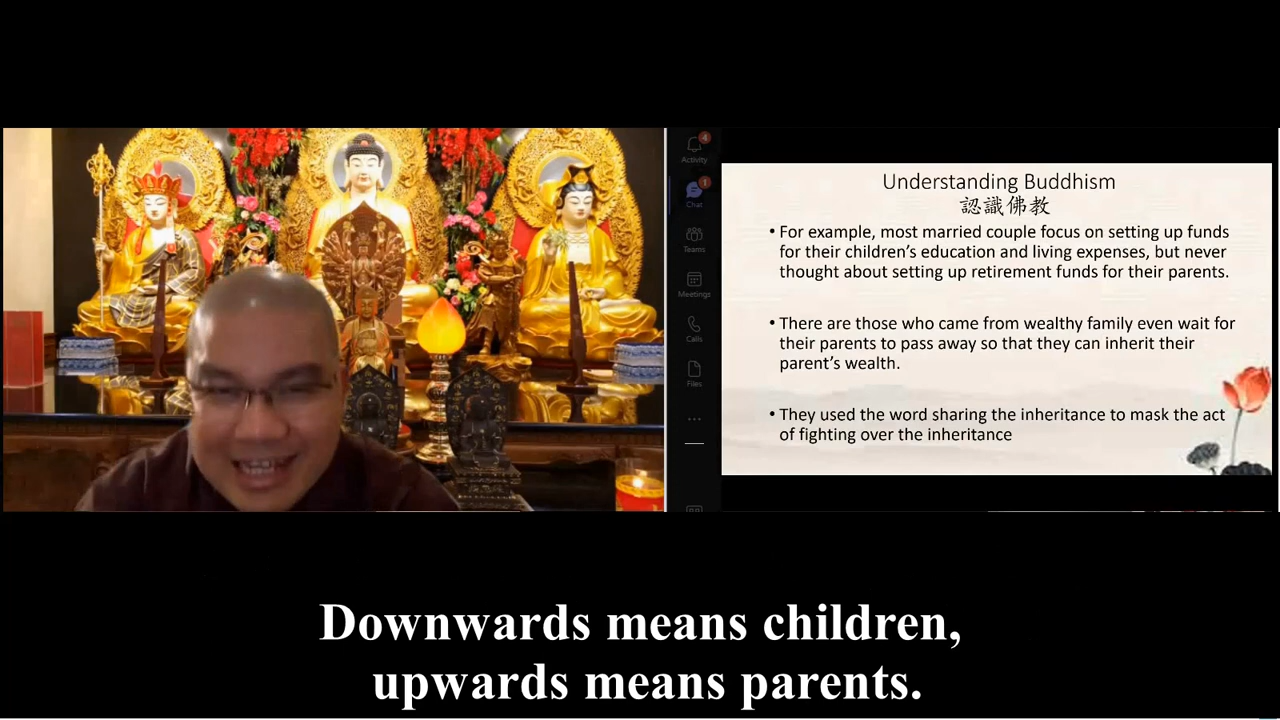 Activity
4
Chat
1
Teams
Meetings
Calls
Files
Understanding Buddhism
認識佛教
• For example, most married couple focus on setting up funds
for their children’s education and living expenses, but never
thought about setting up retirement funds for their parents.
• There are those who came from wealthy family even wait for
their parents to pass away so that they can inherit their
parent’s wealth.
• They used the word sharing the inheritance to mask the act
of fighting over the inheritance
Downwards means children,
upwards means parents.